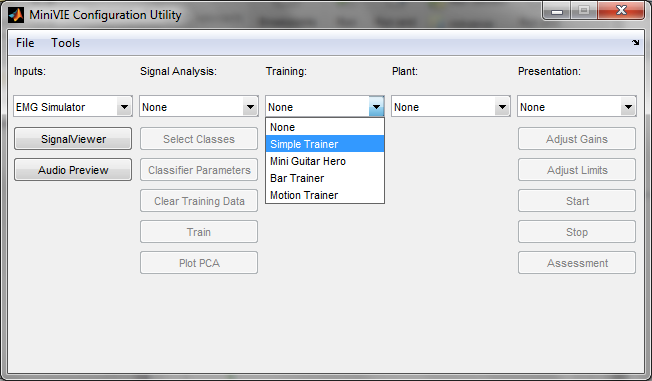 MiniVIE Configuration Utility
File Tools
Inputs: Signal Analysis: Training: Plant: Presentation:
EMG Simulator None None None None
None
SignalViewer Select Classes Simple Trainer Adjust Gains
Mini Guitar Hero
Audio Preview Classifier Parameters Bar Trainer Adjust Limits
Clear Training Data Motion Trainer Start
Train Stop
Plot PCA Assessment